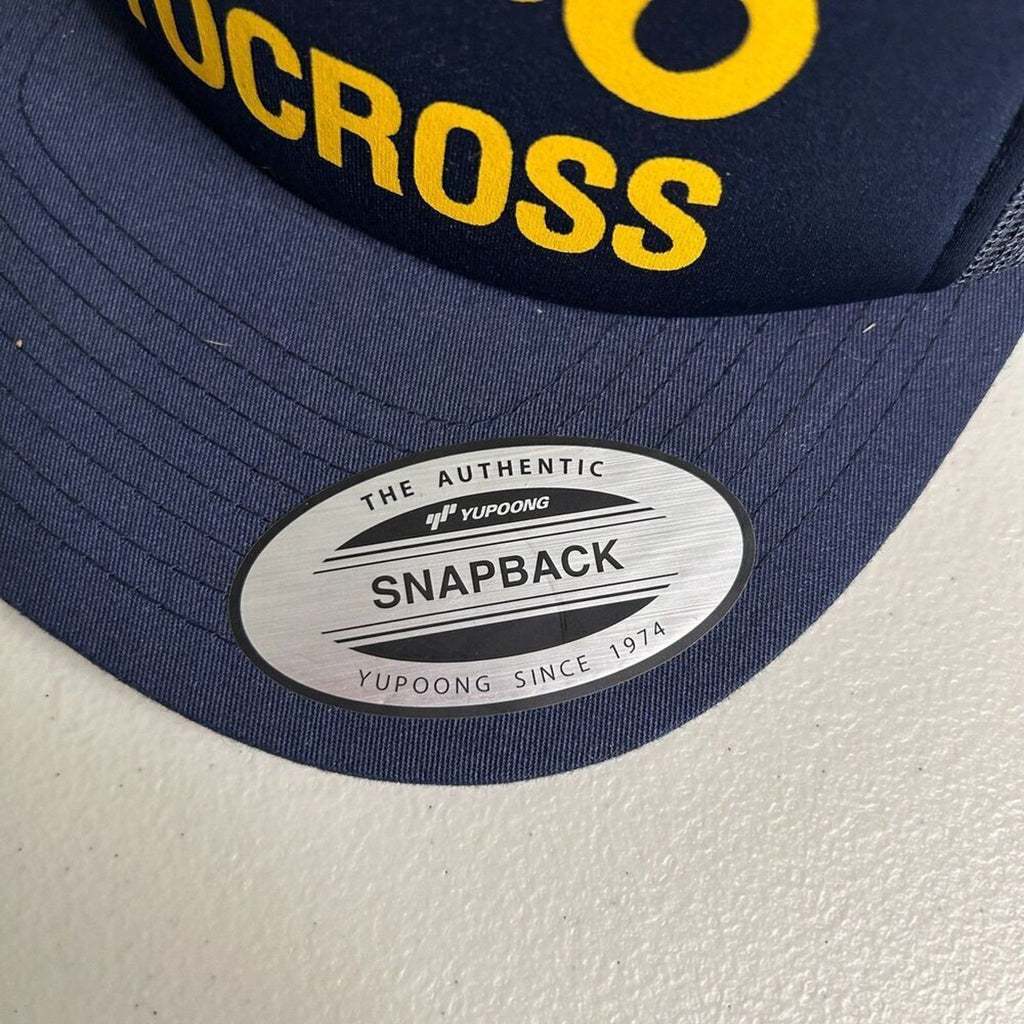 OCROSS
THE AUTHENTIC
YUPOONG
SNAPBACK
YUPOONG SINCE 1974